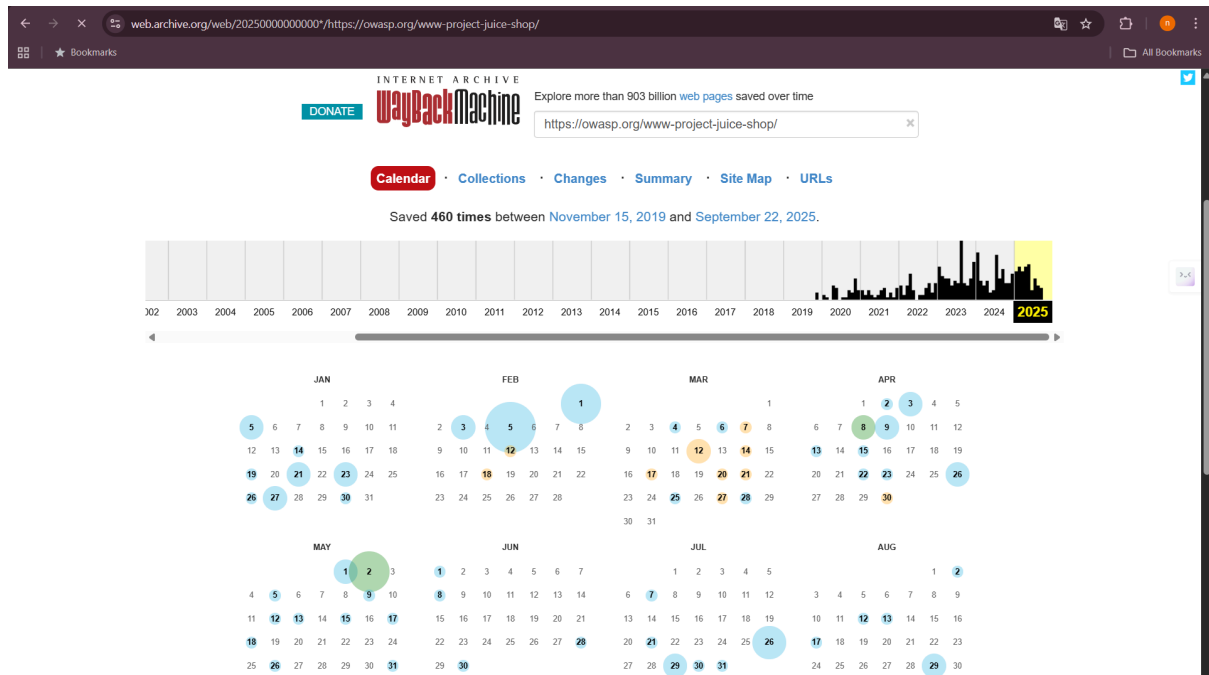 web.archive.org/web/20250000000000*/https://owasp.org/www-project-juice-shop/
n
Bookmarks
All Bookmarks
INTERNET ARCHIVE
WayBackMachine
DONATE
Explore more than 903 billion web pages saved over time
https://owasp.org/www-project-juice-shop/
Calendar · Collections · Changes · Summary · Site Map · URLs
Saved 460 times between November 15, 2019 and September 22, 2025.
002 2003 2004 2005 2006 2007 2008 2009 2010 2011 2012 2013 2014 2015 2016 2017 2018 2019 2020 2021 2022 2023 2024 2025
JAN
1 2 3 4
5 6 7 8 9 10 11
12 13 14 15 16 17 18
19 20 21 22 23 24 25
26 27 28 29 30 31
FEB
1
2 3 4 5 6 7 8
9 10 11 12 13 14 15
16 17 18 19 20 21 22
23 24 25 26 27 28
MAR
1
2 3 4 5 6 7 8
9 10 11 12 13 14 15
16 17 18 19 20 21 22
23 24 25 26 27 28 29
30 31
APR
1 2 3 4 5
6 7 8 9 10 11 12
13 14 15 16 17 18 19
20 21 22 23 24 25 26
27 28 29 30
MAY
1 2 3
4 5 6 7 8 9 10
11 12 13 14 15 16 17
18 19 20 21 22 23 24
25 26 27 28 29 30 31
JUN
1 2 3 4 5 6 7
8 9 10 11 12 13 14
15 16 17 18 19 20 21
22 23 24 25 26 27 28
29 30
JUL
1 2 3 4 5
6 7 8 9 10 11 12
13 14 15 16 17 18 19
20 21 22 23 24 25 26
27 28 29 30 31
AUG
1 2
3 4 5 6 7 8 9
10 11 12 13 14 15 16
17 18 19 20 21 22 23
24 25 26 27 28 29 30